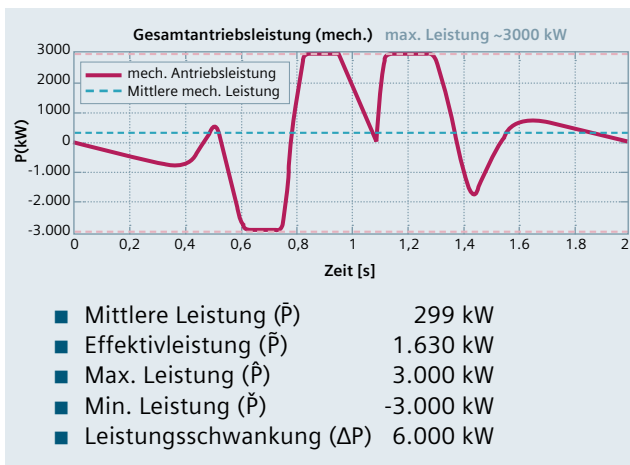 Gesamtantriebsleistung (mech.) max. Leistung ~3000 kW
3000
2000
1000
0
-1.000
-2.000
-3.000
P(kW)
mech. Antriebsleistung
Mittlere mech. Leistung
0 0,2 0,4 0,6 0,8 1 1,2 1.4 1.6 1.8 2
Zeit [s]
■ Mittlere Leistung (P̄) 299 kW
■ Effektivleistung (P̃) 1.630 kW
■ Max. Leistung (P̂) 3.000 kW
■ Min. Leistung (P̌) -3.000 kW
■ Leistungsschwankung (ΔP) 6.000 kW